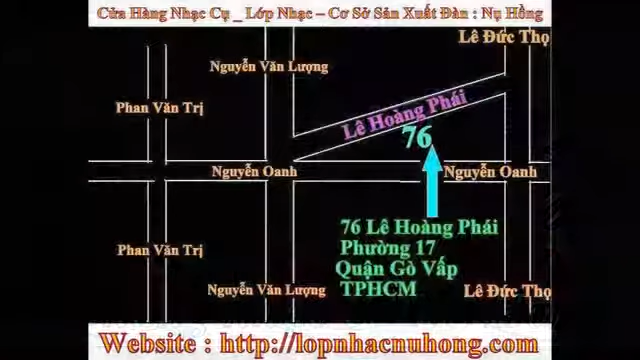 Cửa Hàng Nhạc Cụ _ Lớp Nhạc – Cơ Sở Sản Xuất Đàn : Nụ Hồng
Lê Đức Thọ
Nguyễn Văn Lượng
Phan Văn Trị
Lê Hoàng Phái
76
Nguyễn Oanh
Nguyễn Oanh
76 Lê Hoàng Phái
Phường 17
Quận Gò Vấp
TPHCM
Phan Văn Trị
Nguyễn Văn Lượng
Lê Đức Thọ
Website : http://lopnhacnuhong.com